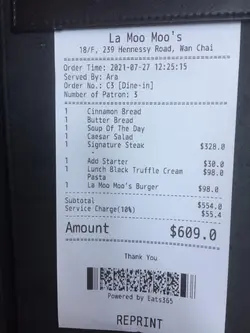 La Moo Moo's
18/F, 239 Hennessy Road, Wan Chai
Order Time: 2021-07-27 12:25:15
Served By: Ara
Order No.: C3 [Dine-in]
Number of Patron: 3
1 Cinnamon Bread
1 Butter Bread
1 Soup Of The Day
1 Caesar Salad
1 Signature Steak $328.0
-
1 Add Starter $30.0
1 Lunch Black Truffle Cream Pasta $98.0
1 La Moo Moo's Burger $98.0
Subtotal $554.0
Service Charge(10%) $55.4
Amount $609.0
Thank You
Powered by Eats365
REPRINT